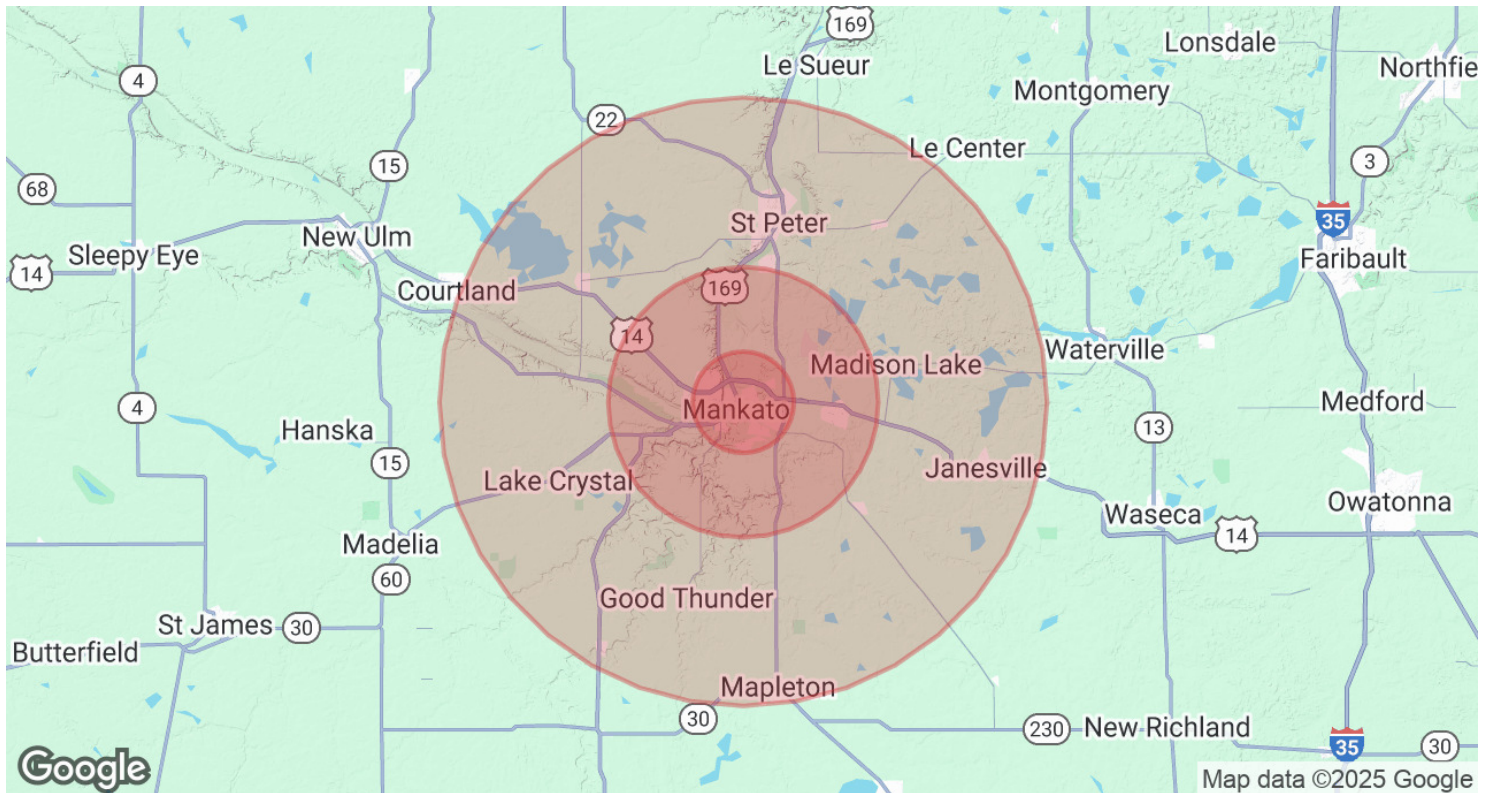 169
Lonsdale
Le Sueur
Northfie
4
Montgomery
22
Le Center
15
3
68
35
St Peter
New Ulm
Sleepy Eye
Faribault
14
169
Courtland
14
Waterville
Madison Lake
4
Mankato
Medford
Hanska
13
15
Janesville
Lake Crystal
Owatonna
Waseca
14
Madelia
60
Good Thunder
St James
30
Butterfield
Mapleton
30
230
New Richland
35
30
Google
Map data ©2025 Google